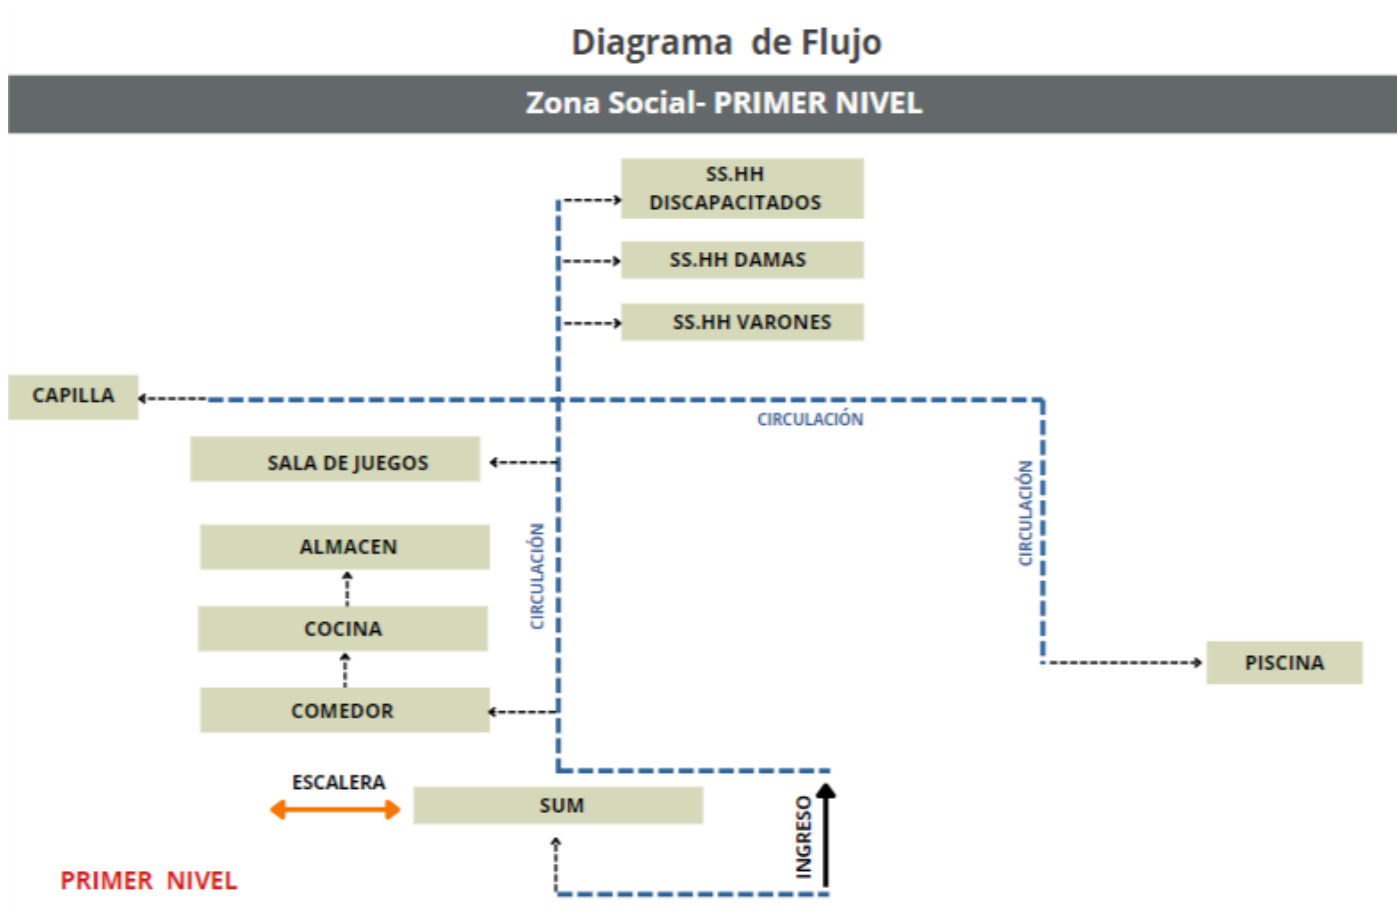 Diagrama de Flujo
Zona Social- PRIMER NIVEL
SS.HH
DISCAPACITADOS
SS.HH DAMAS
SS.HH VARONES
CAPILLA
CIRCULACIÓN
SALA DE JUEGOS
CIRCULACIÓN
CIRCULACIÓN
ALMACEN
COCINA
PISCINA
COMEDOR
ESCALERA
SUM
INGRESO
PRIMER NIVEL